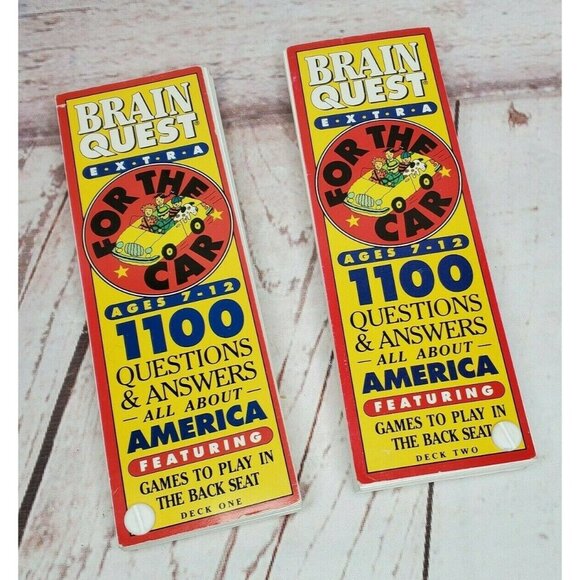 BRAIN
QUEST
E·X·T·R·A
FOR THE
CAR
AGES 7-12
1100
QUESTIONS
& ANSWERS
ALL ABOUT
AMERICA
FEATURING
GAMES TO PLAY IN
THE BACK SEAT
DECK ONE
BRAIN
QUEST
E·X·T·R·A
FOR THE
CAR
AGES 7-12
1100
QUESTIONS
& ANSWERS
ALL ABOUT
AMERICA
FEATURING
GAMES TO PLAY IN
THE BACK SEAT
DECK TWO